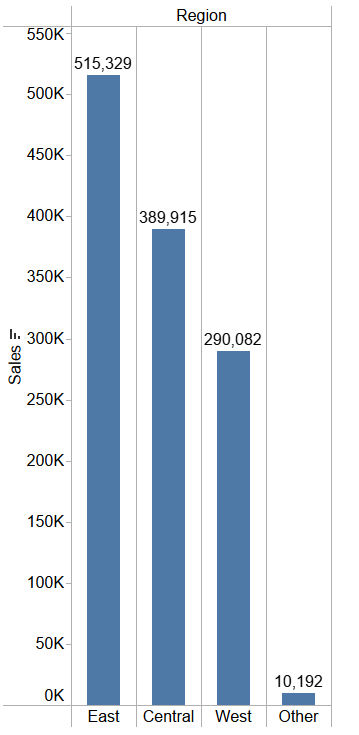 Region
550K
515,329
500K
450K
400K
389,915
350K
300K
290,082
250K
200K
150K
100K
50K
0K
10,192
Sales
East Central West Other